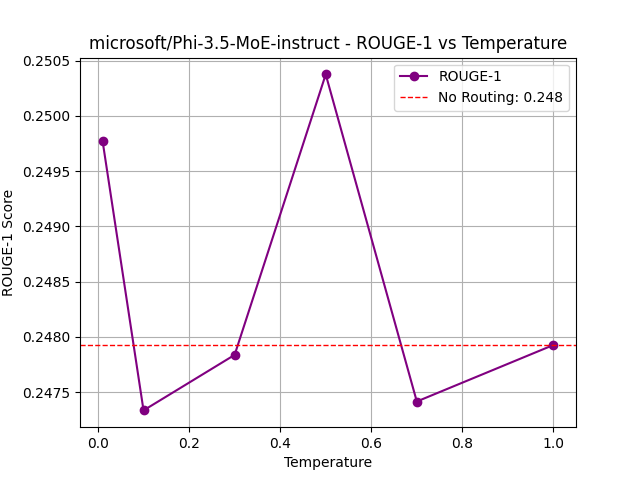 microsoft/Phi-3.5-MoE-instruct - ROUGE-1 vs Temperature
ROUGE-1
No Routing: 0.248
ROUGE-1 Score
0.2505
0.2500
0.2495
0.2490
0.2485
0.2480
0.2475
0.0 0.2 0.4 0.6 0.8 1.0
Temperature